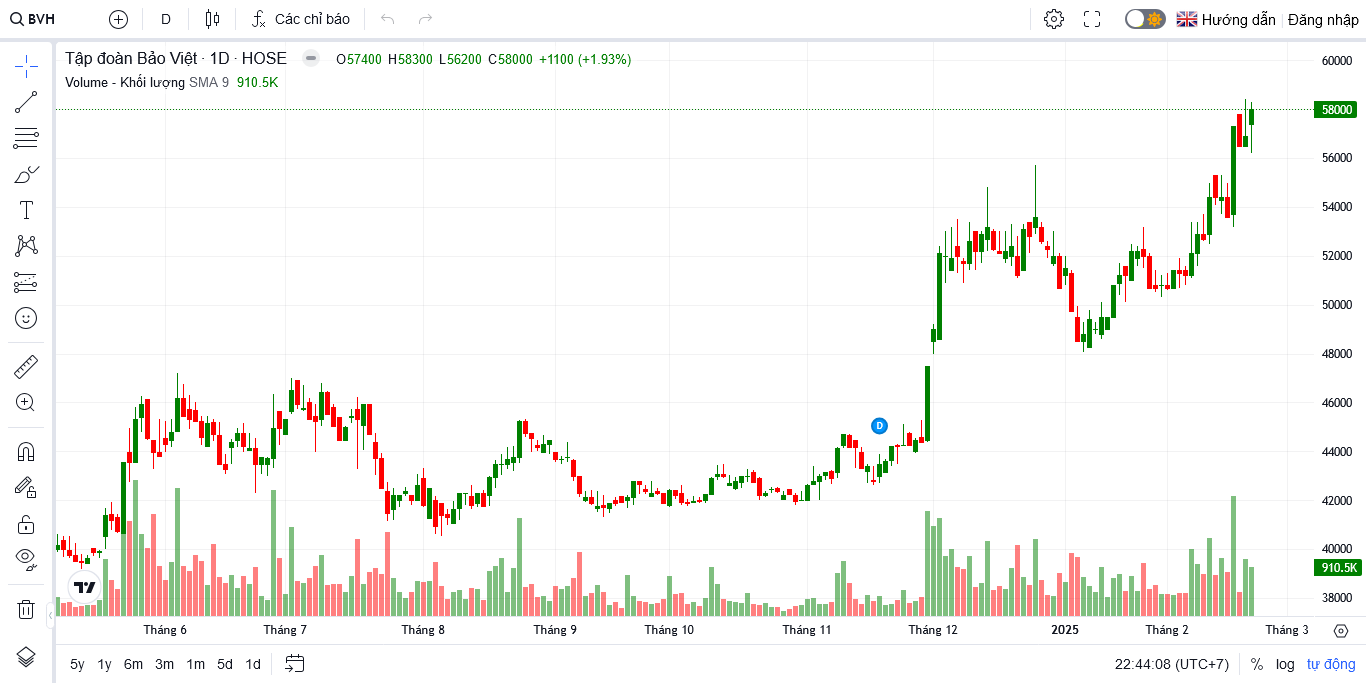 BVH D Các chỉ báo Hướng dẫn Đăng nhập
Tập đoàn Bảo Việt · 1D · HOSE O57400 H58300 L56200 C58000 +1100 (+1.93%)
Volume - Khối lượng SMA 9 910.5K
60000
58000
56000
54000
52000
50000
48000
46000
44000
D
42000
40000
910.5K
38000
Tháng 6 Tháng 7 Tháng 8 Tháng 9 Tháng 10 Tháng 11 Tháng 12 2025 Tháng 2 Tháng 3
5y 1y 6m 3m 1m 5d 1d 22:44:08 (UTC+7) % log tự động